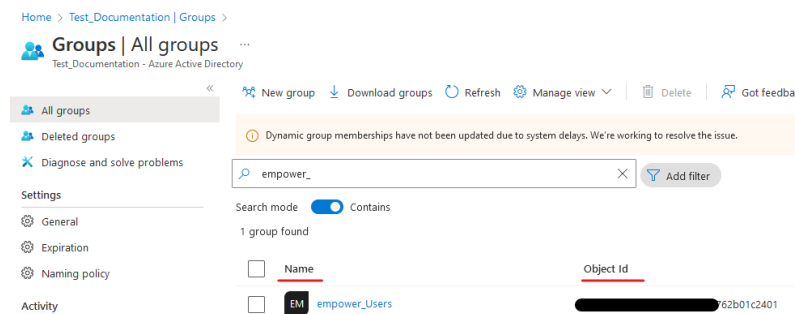 Home > Test_Documentation | Groups >
Groups | All groups ...
Test_Documentation - Azure Active Directory
«
New group Download groups Refresh Manage view Delete Got feedba
All groups
Deleted groups
Diagnose and solve problems
Settings
General
Expiration
Naming policy
Activity
Dynamic group memberships have not been updated due to system delays. We're working to resolve the issue.
empower_
Add filter
Search mode Contains
1 group found
Name Object Id
EM empower_Users 762b01c2401